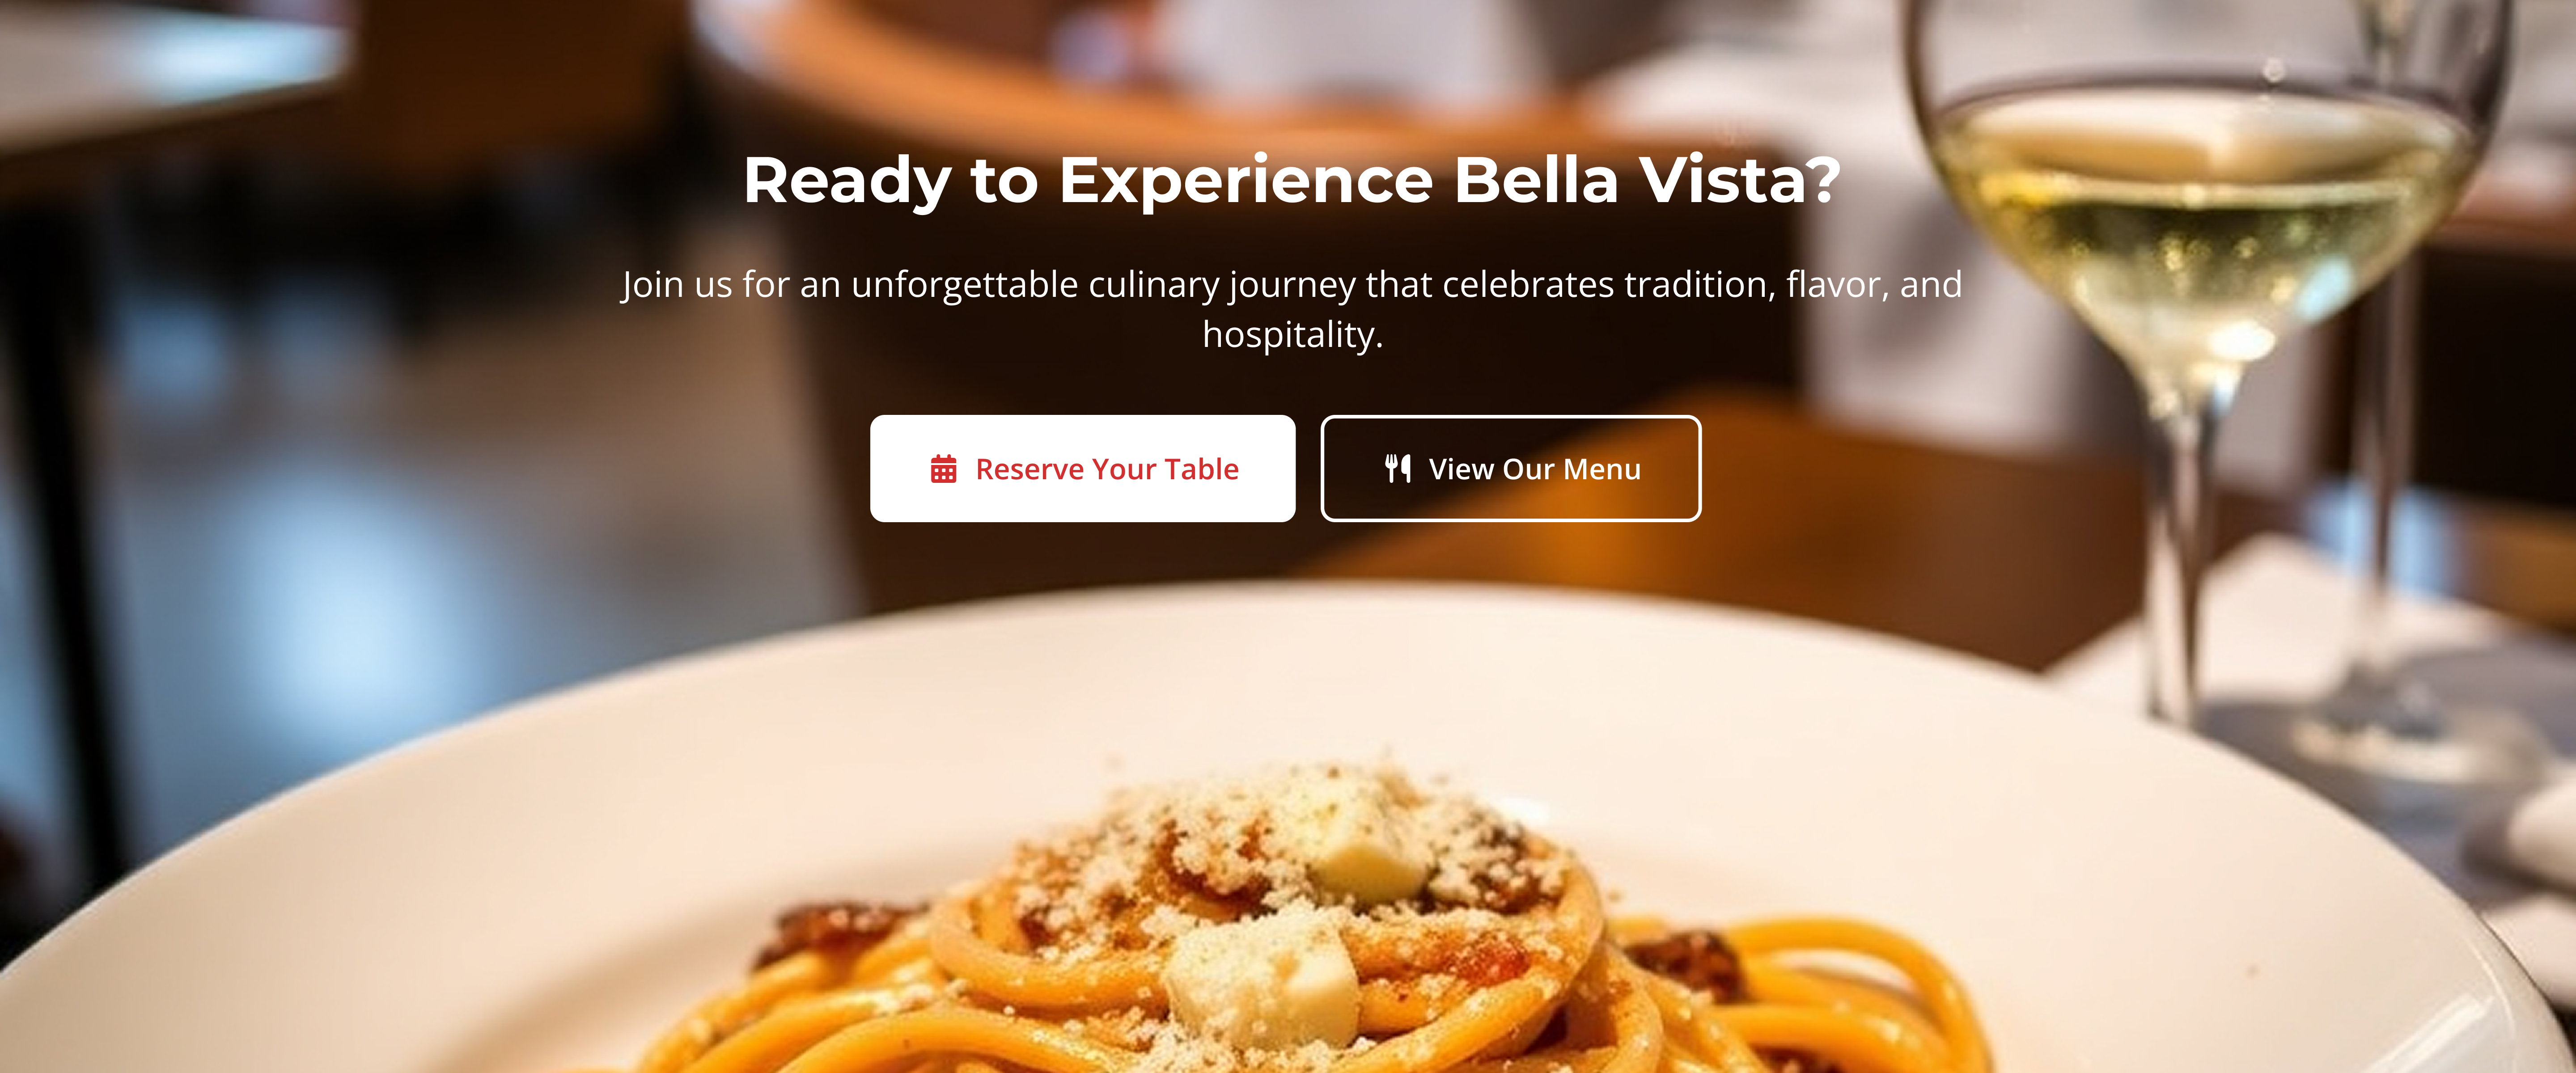 Ready to Experience Bella Vista?
Join us for an unforgettable culinary journey that celebrates tradition, flavor, and
hospitality.
Reserve Your Table
View Our Menu